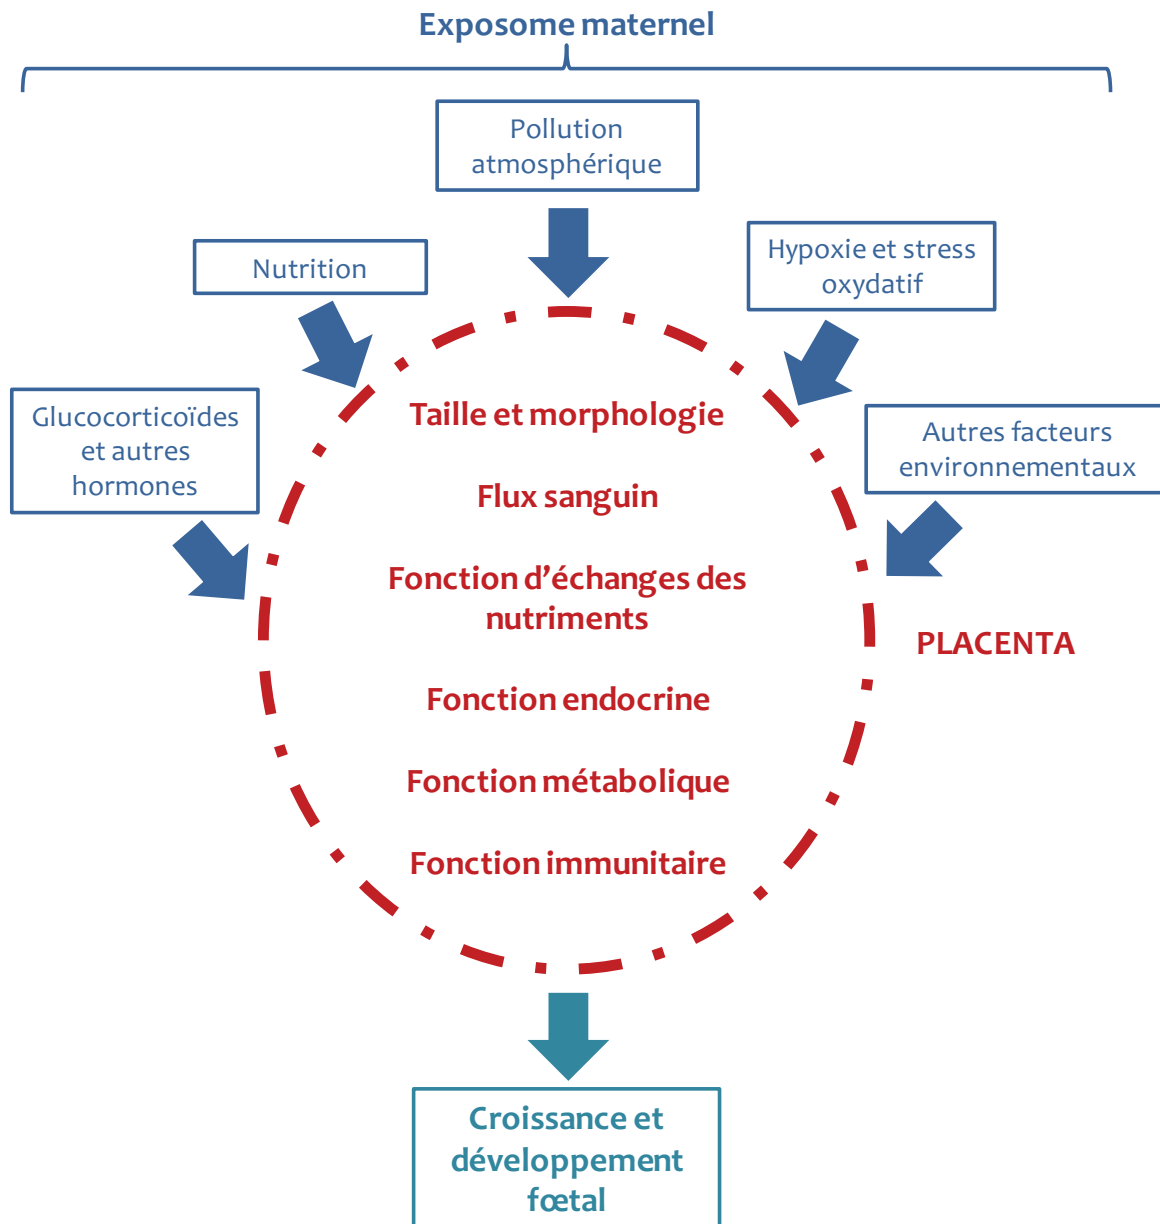 Exposome maternel
Pollution
atmosphérique
Nutrition
Hypoxie et stress
oxydatif
Glucocorticoïdes
et autres
hormones
Autres facteurs
environnementaux
Taille et morphologie
Flux sanguin
Fonction d'échanges des
nutriments
PLACENTA
Fonction endocrine
Fonction métabolique
Fonction immunitaire
Croissance et
développement
fœtal